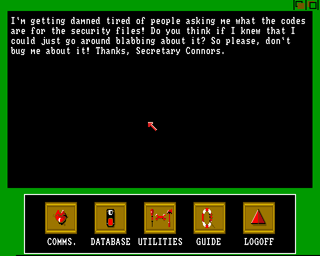 I'm getting damned tired of people asking me what the codes
are for the security files! Do you think if I knew that I
could just go around blabbing about it? So please, don't
bug me about it! Thanks, Secretary Connors.
COMMS. DATABASE UTILITIES GUIDE LOGOFF